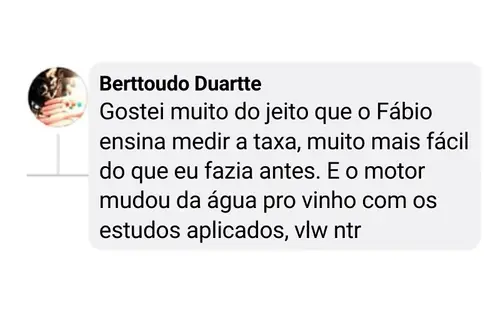 Berttoudo Duartte
Gostei muito do jeito que o Fábio
ensina medir a taxa, muito mais fácil
do que eu fazia antes. E o motor
mudou da água pro vinho com os
estudos aplicados, vlw ntr